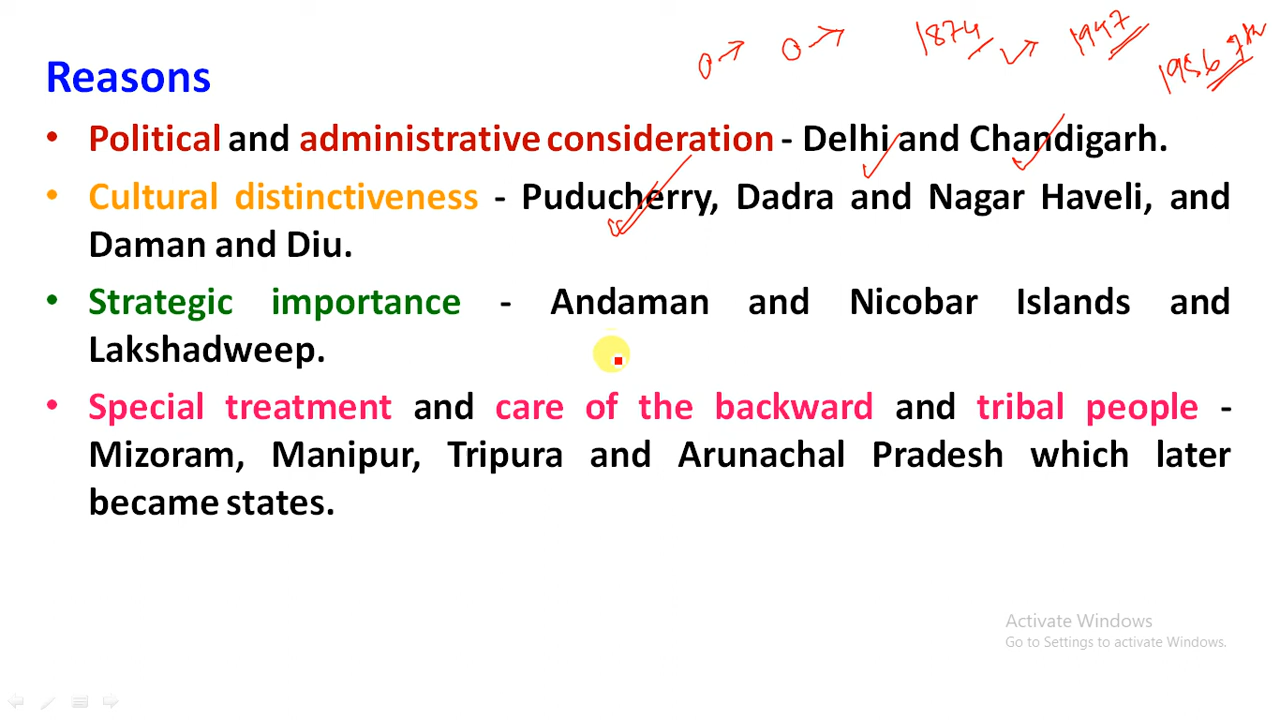 1874 1947 1956 7th
Reasons
• Political and administrative consideration - Delhi and Chandigarh.
• Cultural distinctiveness - Puducherry, Dadra and Nagar Haveli, and
Daman and Diu.
• Strategic importance - Andaman and Nicobar Islands and
Lakshadweep.
• Special treatment and care of the backward and tribal people -
Mizoram, Manipur, Tripura and Arunachal Pradesh which later
became states.
Activate Windows
Go to Settings to activate Windows.